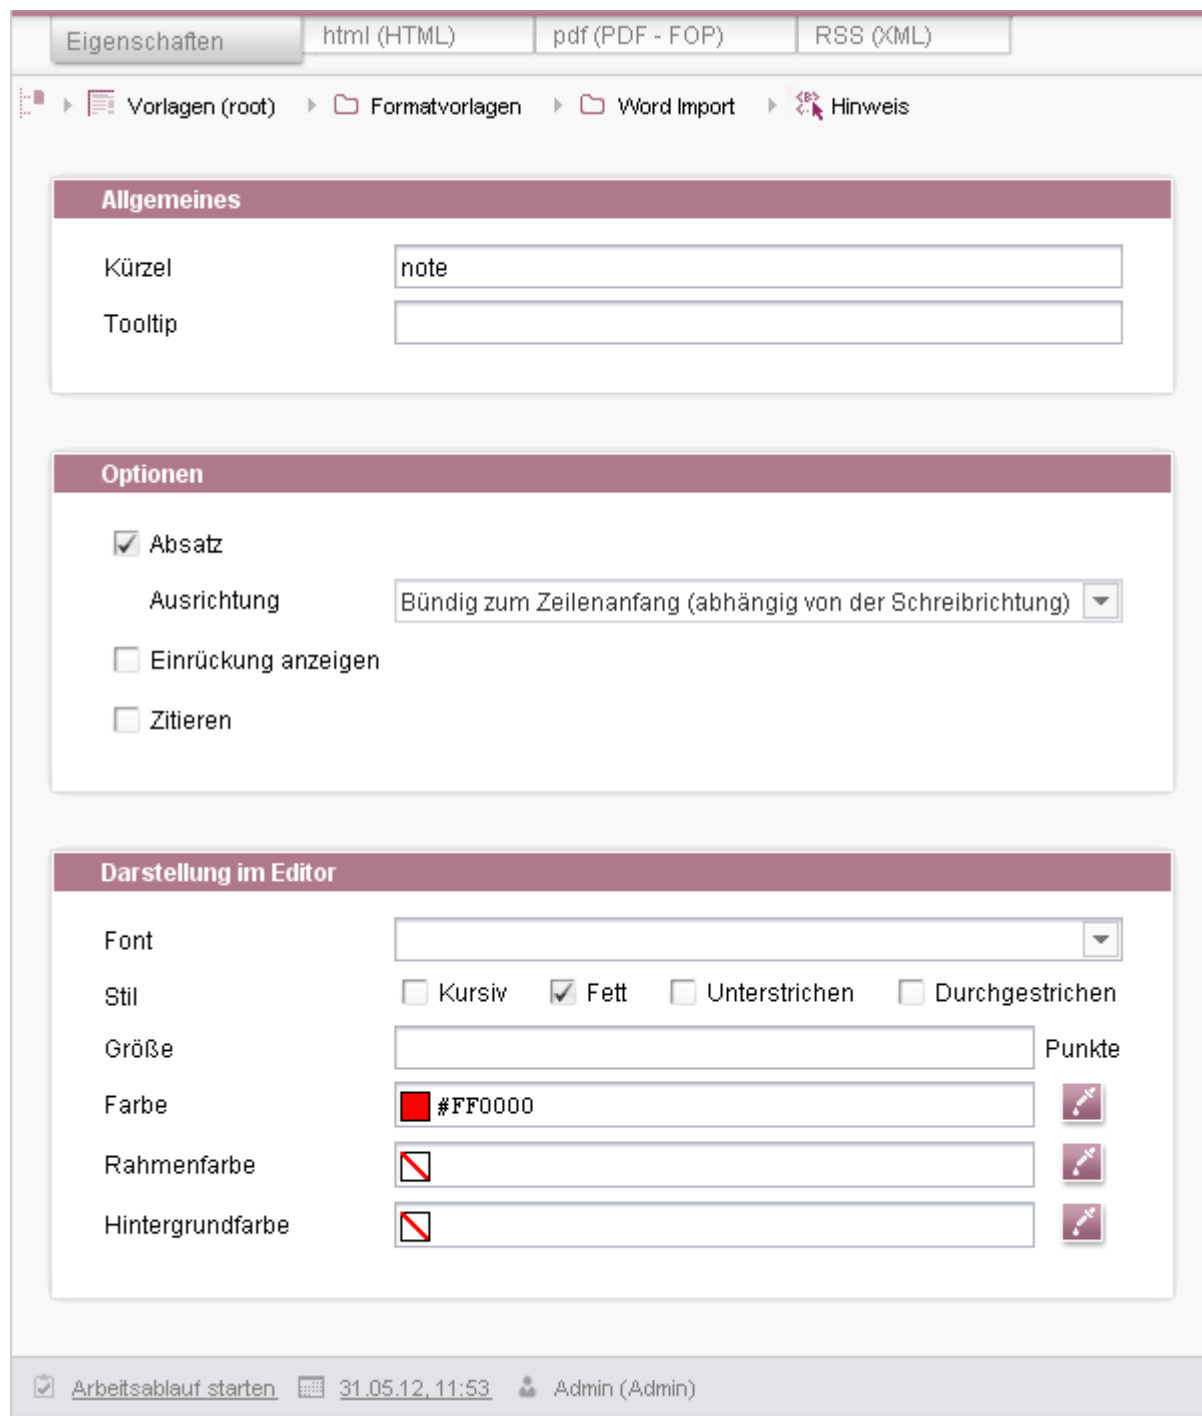 Eigenschaften html (HTML) pdf (PDF - FOP) RSS (XML)
Vorlagen (root) Formatvorlagen Word Import Hinweis
Allgemeines
Kürzel note
Tooltip
Optionen
Absatz
Ausrichtung Bündig zum Zeilenanfang (abhängig von der Schreibrichtung)
Einrückung anzeigen
Zitieren
Darstellung im Editor
Font
Stil Kursiv Fett Unterstrichen Durchgestrichen
Größe Punkte
Farbe #FF0000
Rahmenfarbe
Hintergrundfarbe
Arbeitsablauf starten 31.05.12, 11:53 Admin (Admin)